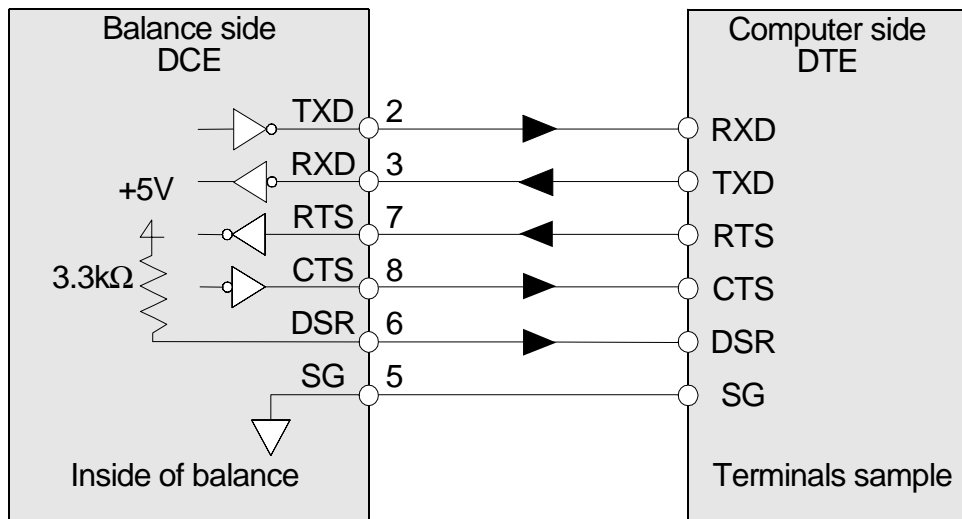 Balance side
DCE
Computer side
DTE
TXD 2
RXD
RXD 3
TXD
+5V
RTS 7
RTS
3.3kΩ
CTS 8
CTS
DSR 6
DSR
SG 5
SG
Inside of balance
Terminals sample